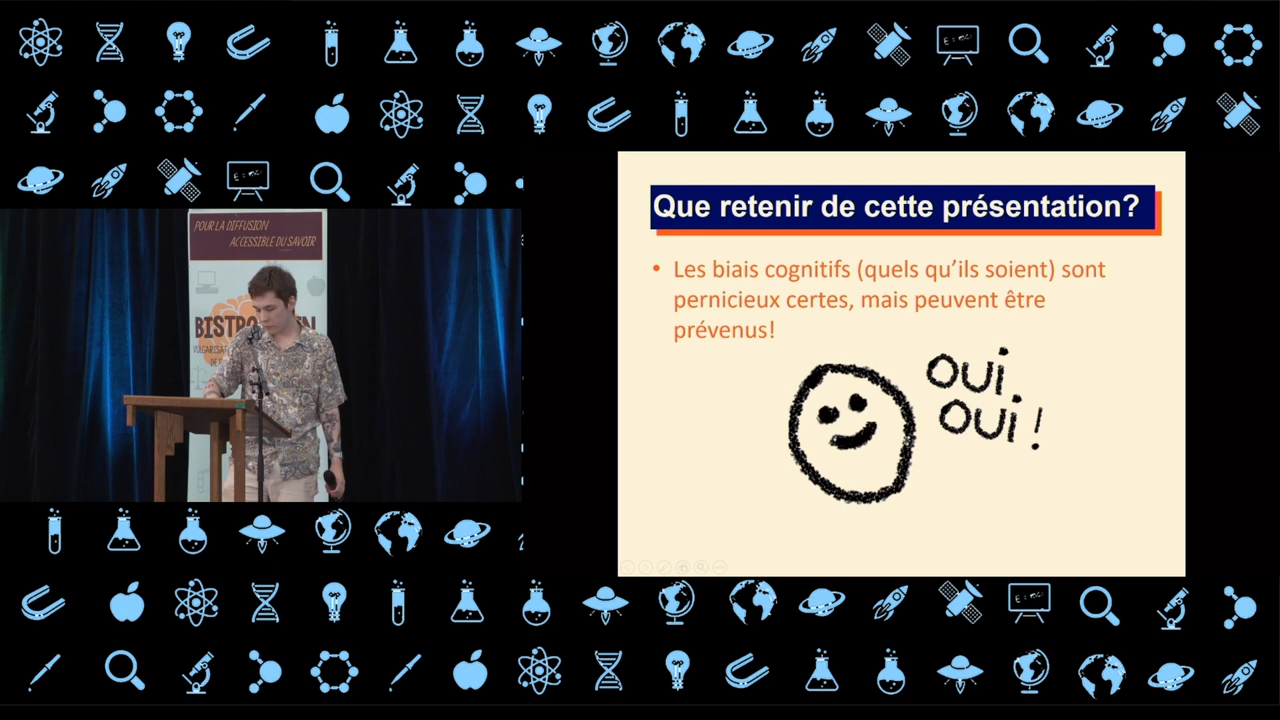 POUR LA DIFFUSION
ACCESSIBLE DU SAVOIR
BISTRO
Que retenir de cette présentation?
• Les biais cognitifs (quels qu’ils soient) sont
pernicieux certes, mais peuvent être
prévenus!
oui
oui !